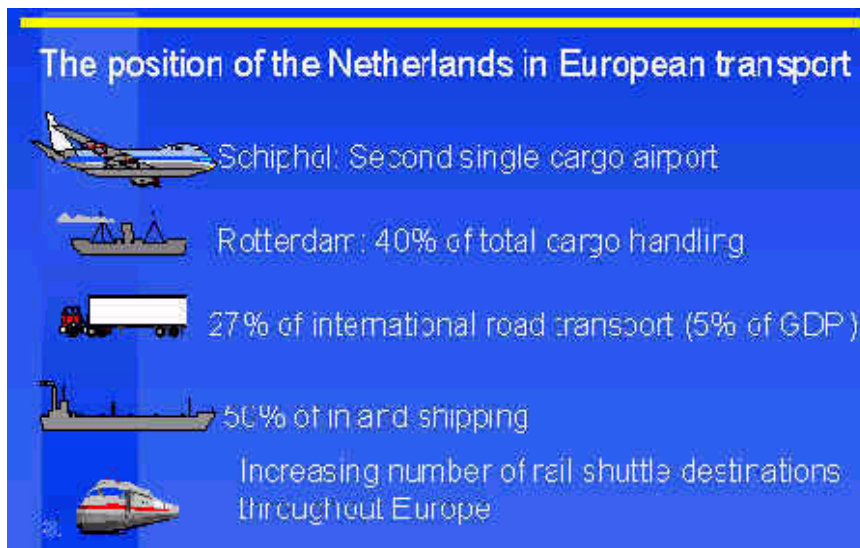 The position of the Netherlands in European transport
Schiphol: Second single cargo airport
Rotterdam: 40% of total cargo handling
27% of international road transport (5% of GDP)
50% of inland shipping
Increasing number of rail shuttle destinations
throughout Europe